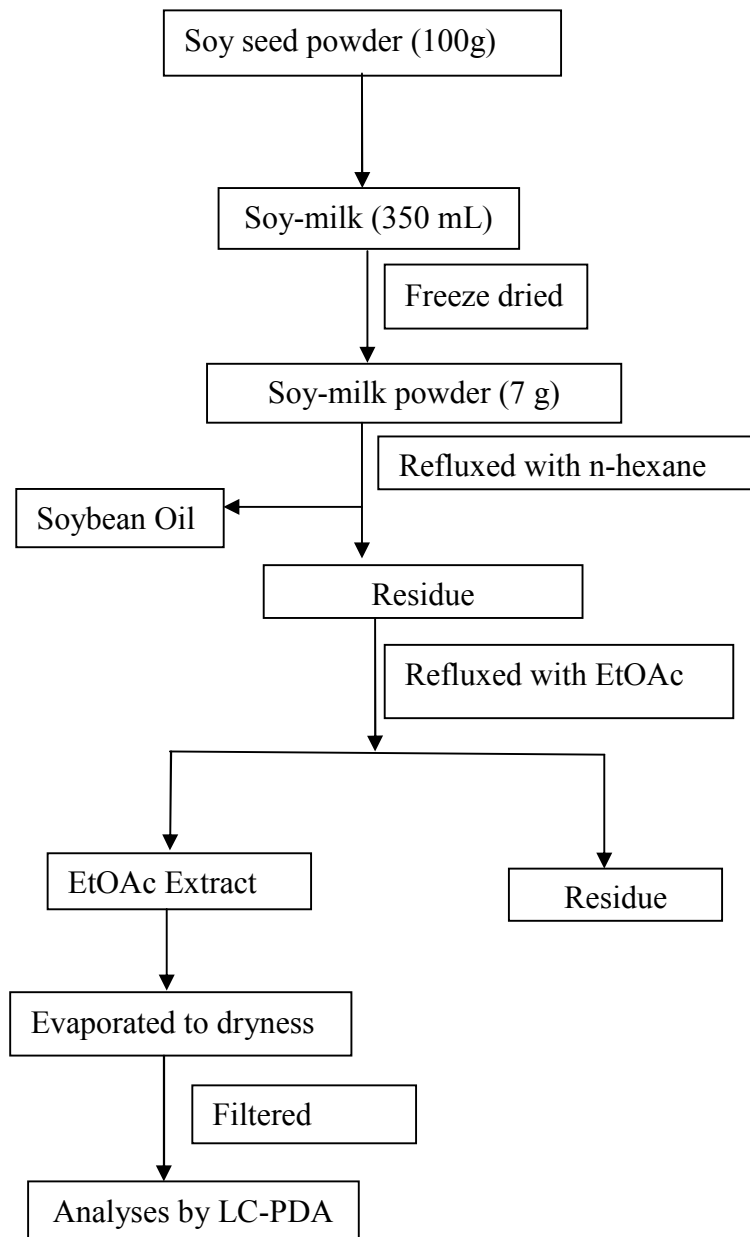 Soy seed powder (100g)
Soy-milk (350 mL)
Freeze dried
Soy-milk powder (7 g)
Refluxed with n-hexane
Soybean Oil
Residue
Refluxed with EtOAc
EtOAc Extract
Residue
Evaporated to dryness
Filtered
Analyses by LC-PDA